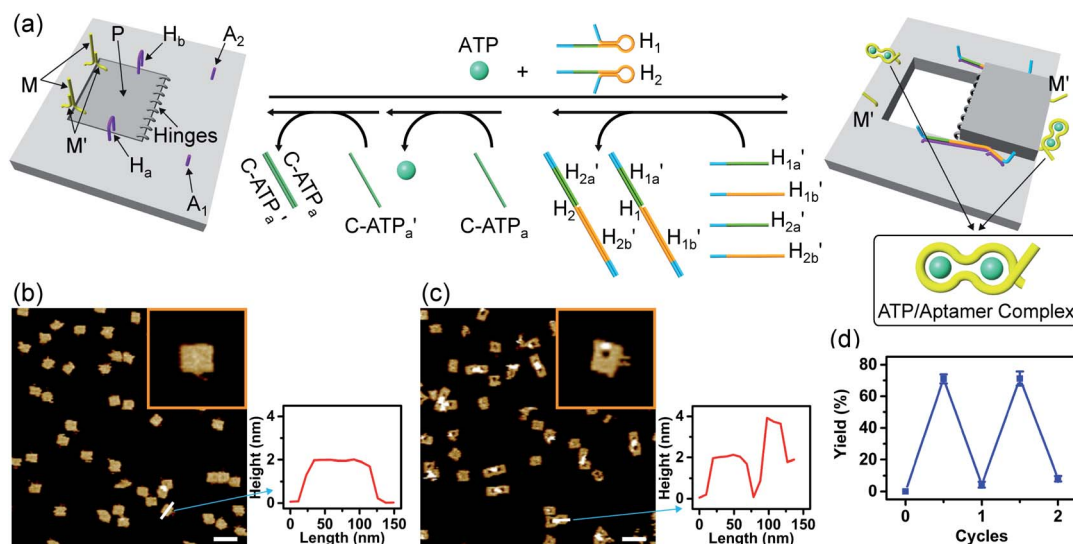 (a)
P
H_b
A_2
M
M'
Hinges
H_a
A_1
ATP
+
H_1
H_2
C-ATP_a'
C-ATP_a
C-ATP_a'
C-ATP_a
H_2a'
H_2
H_2b'
H_1a'
H_1
H_1b'
H_1a'
H_1b'
H_2a'
H_2b'
M'
M'
ATP/Aptamer Complex
(b)
Height (nm)
4
2
0
0 50 100 150
Length (nm)
(c)
Height (nm)
4
2
0
0 50 100 150
Length (nm)
(d)
Yield (%)
80
60
40
20
0
0 1 2
Cycles